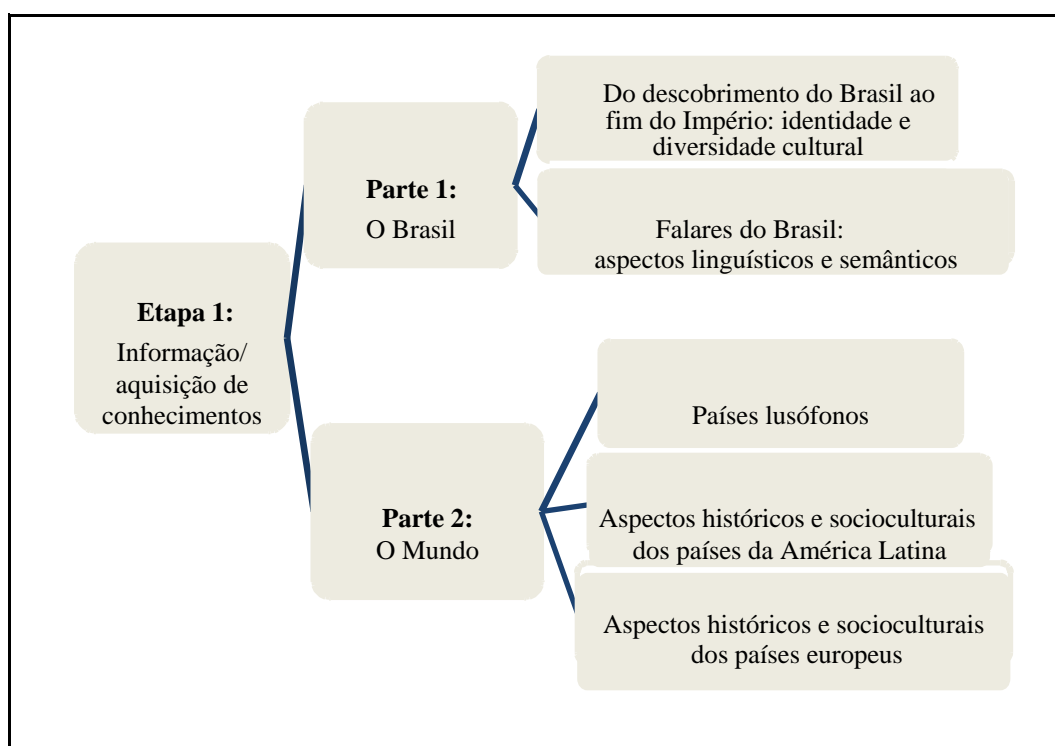 Etapa 1:
Informação/
aquisição de
conhecimentos
Parte 1:
O Brasil
Do descobrimento do Brasil ao
fim do Império: identidade e
diversidade cultural
Falares do Brasil:
aspectos linguísticos e semânticos
Parte 2:
O Mundo
Países lusófonos
Aspectos históricos e socioculturais
dos países da América Latina
Aspectos históricos e socioculturais
dos países europeus